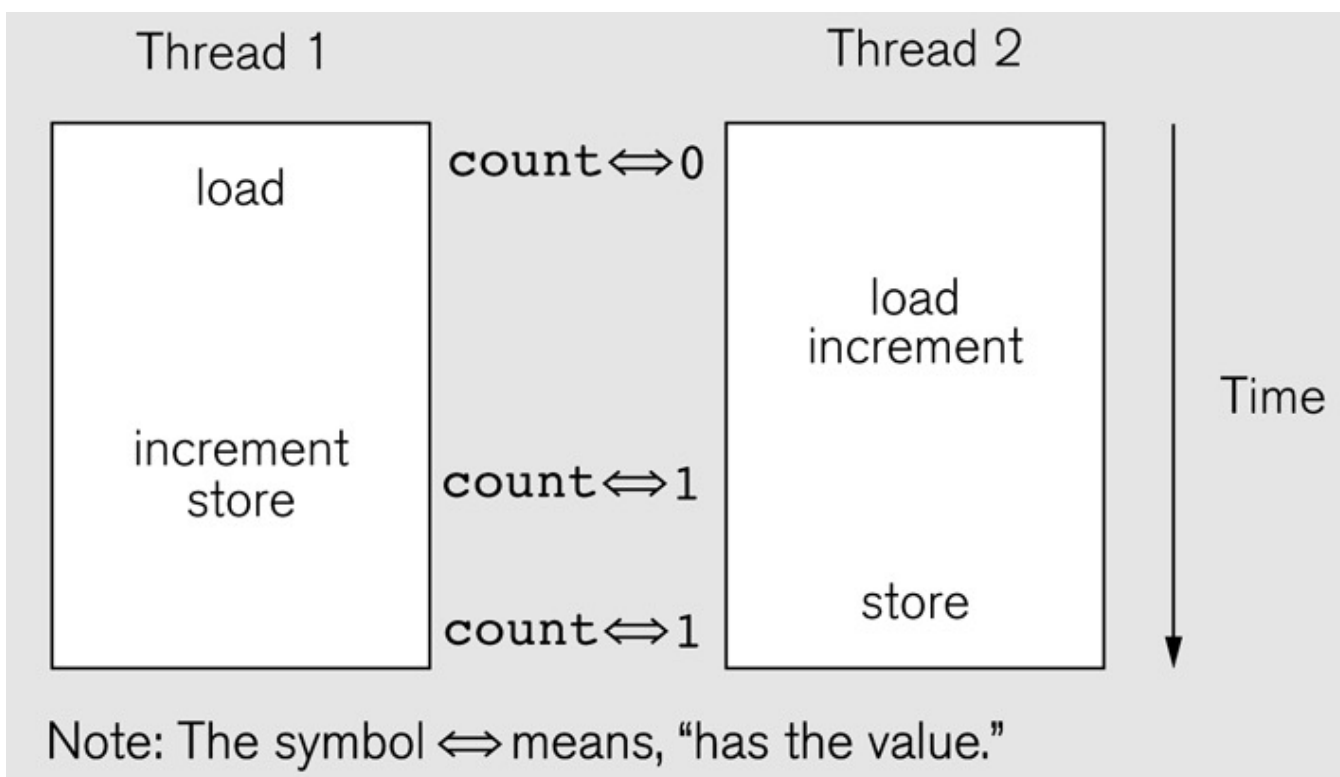 Thread 1
Thread 2
count⇔0
load
load
increment
Time
increment
store
count⇔1
store
count⇔1
Note: The symbol ⇔ means, “has the value.”